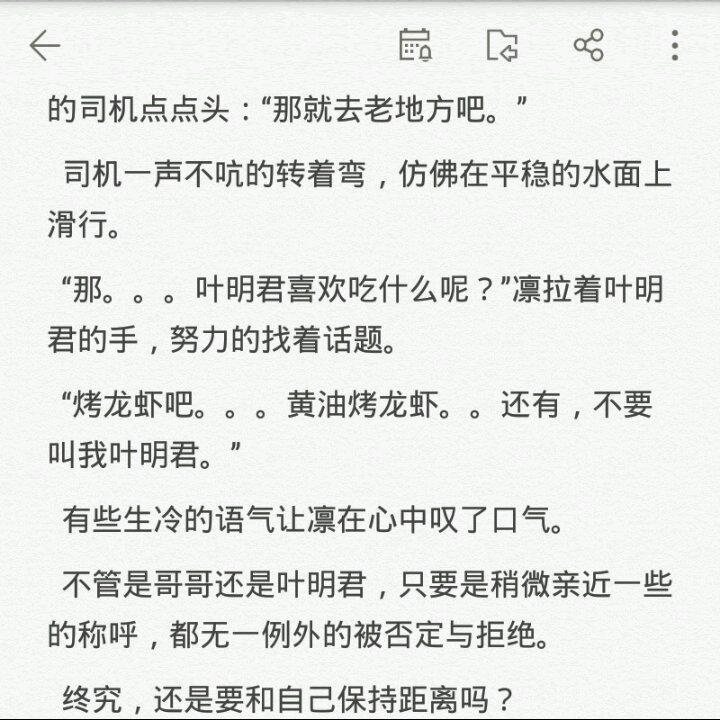 的司机点点头：“那就去老地方吧。”
司机一声不吭的转着弯，仿佛在平稳的水面上
滑行。
“那。。。叶明君喜欢吃什么呢？”凛拉着叶明
君的手，努力的找着话题。
“烤龙虾吧。。。黄油烤龙虾。。还有，不要
叫我叶明君。”
有些生冷的语气让凛在心中叹了口气。
不管是哥哥还是叶明君，只要是稍微亲近一些
的称呼，都无一例外的被否定与拒绝。
终究，还是要和自己保持距离吗？